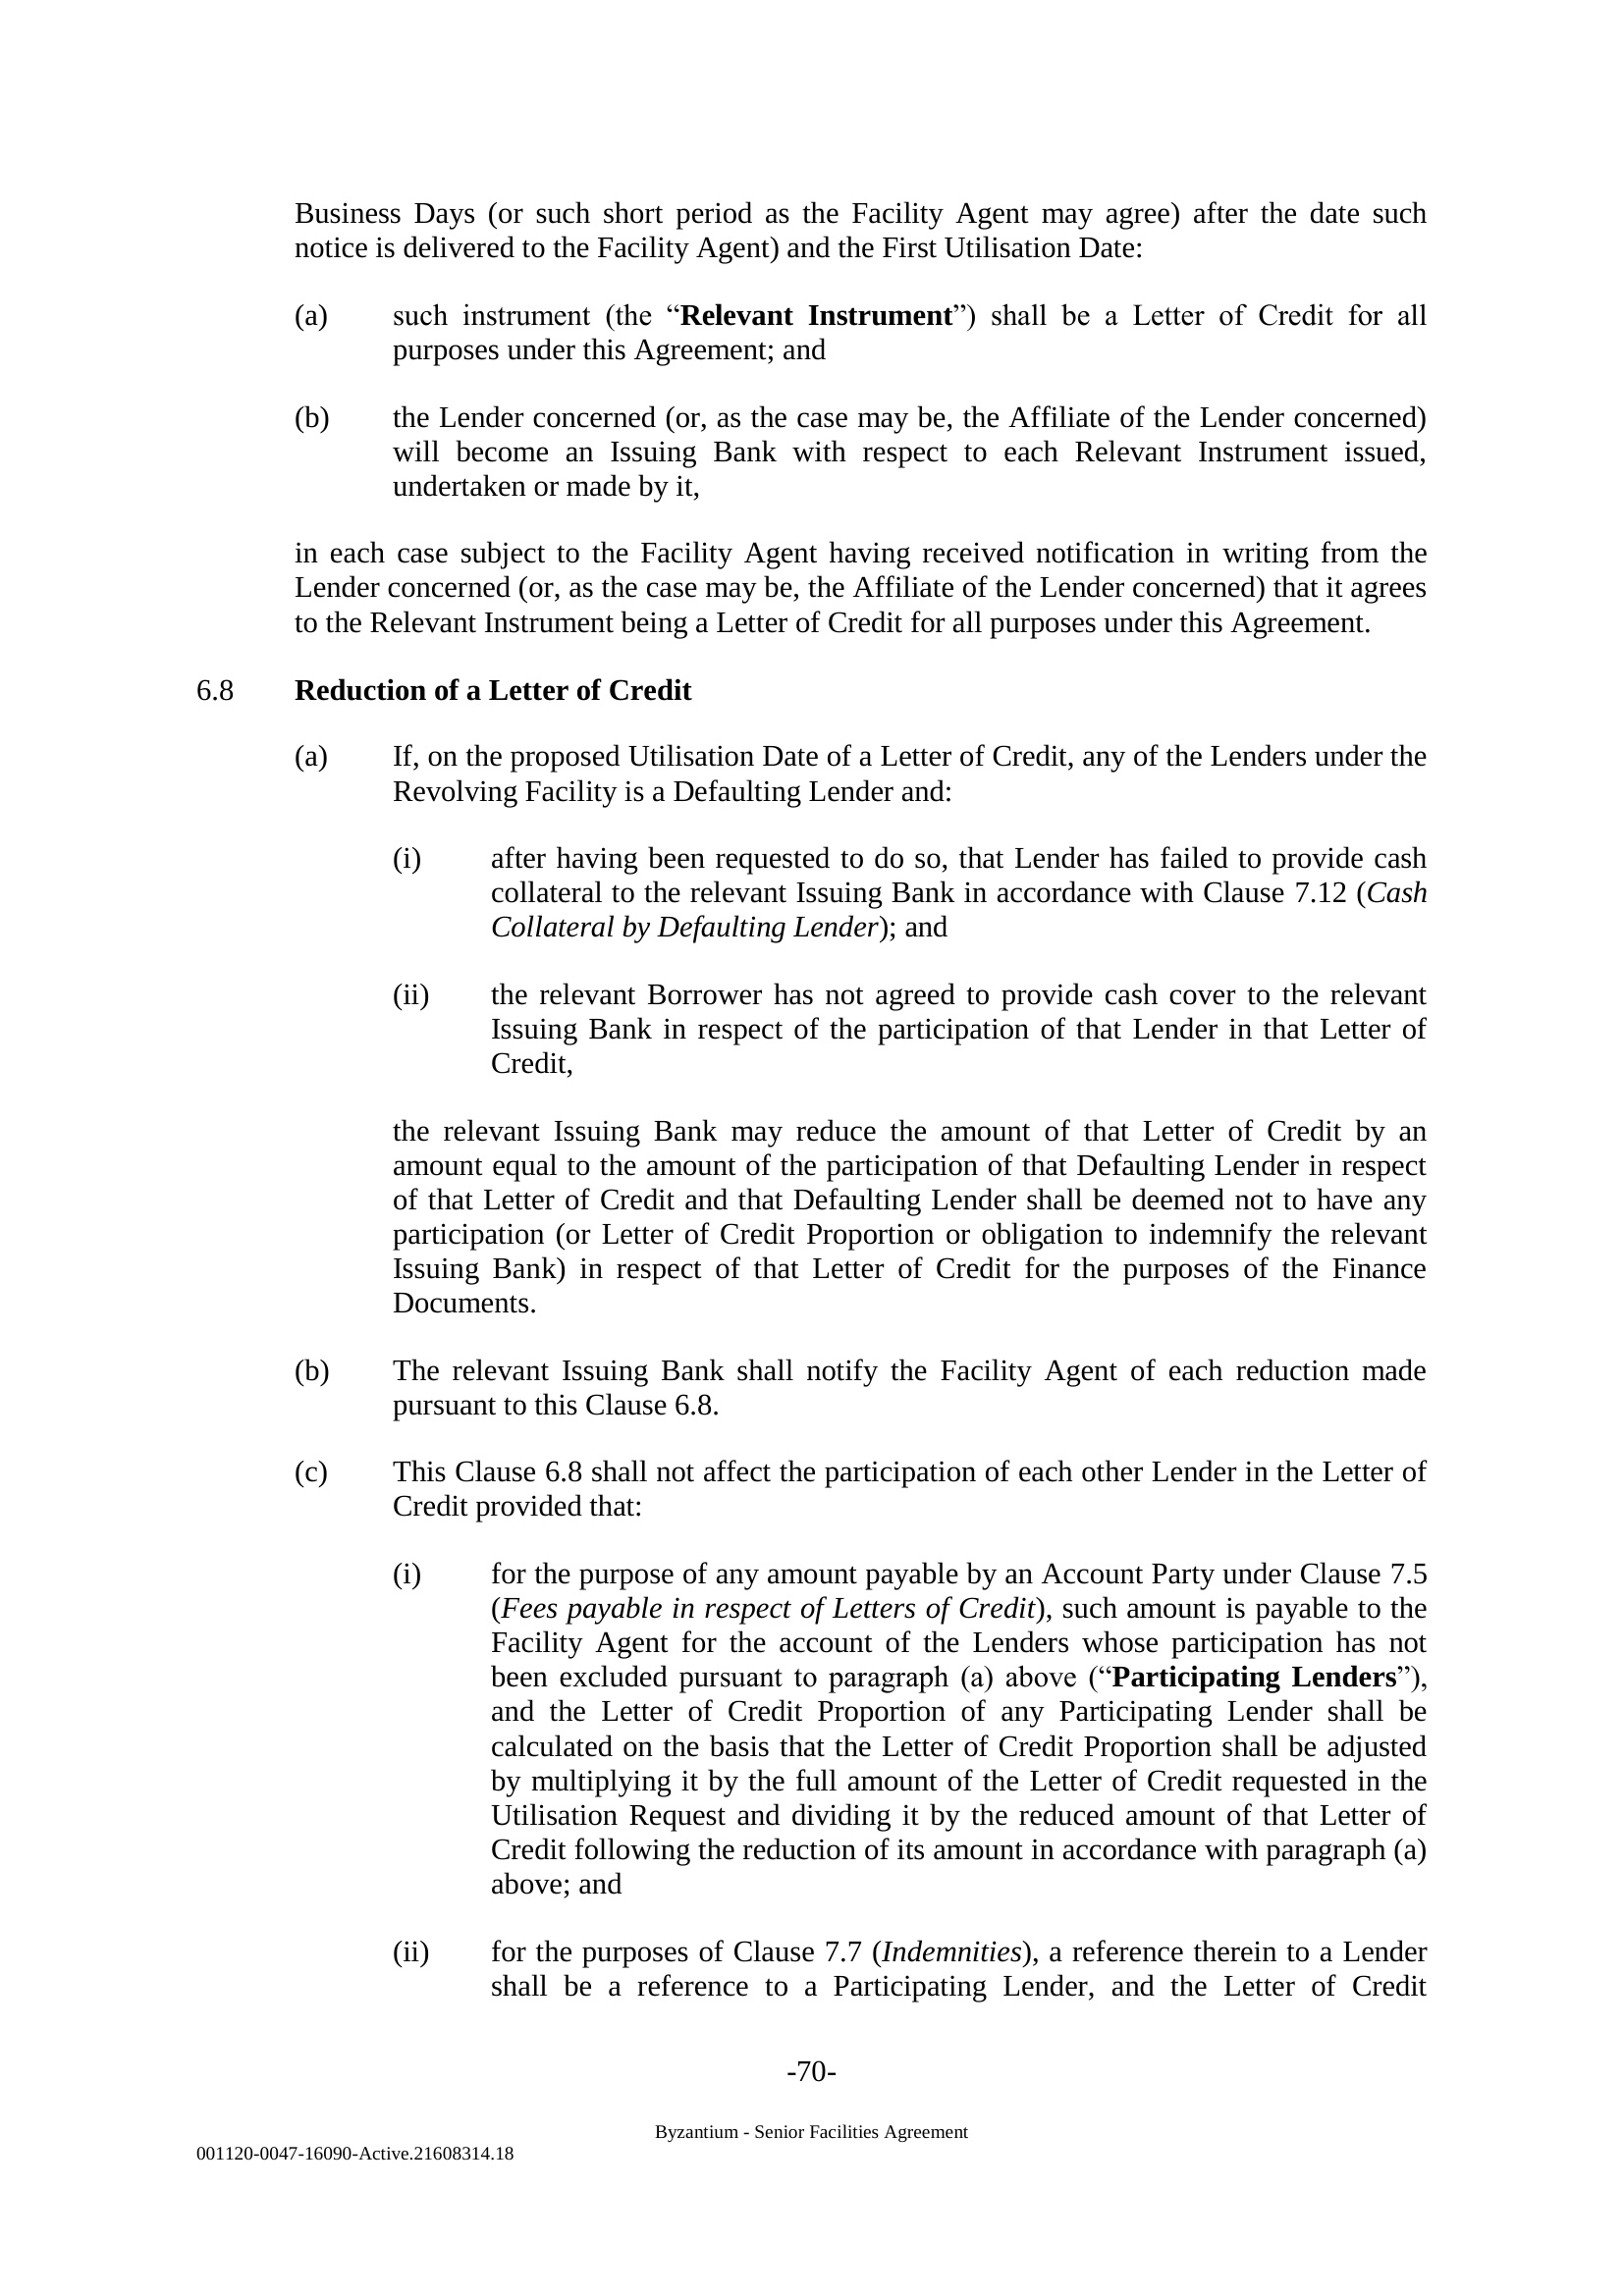 Business Days (or such short period as the Facility Agent may agree) after the date such
notice is delivered to the Facility Agent) and the First Utilisation Date:
(a) such instrument (the “Relevant Instrument”) shall be a Letter of Credit for all
purposes under this Agreement; and
(b) the Lender concerned (or, as the case may be, the Affiliate of the Lender concerned)
will become an Issuing Bank with respect to each Relevant Instrument issued,
undertaken or made by it,
in each case subject to the Facility Agent having received notification in writing from the
Lender concerned (or, as the case may be, the Affiliate of the Lender concerned) that it agrees
to the Relevant Instrument being a Letter of Credit for all purposes under this Agreement.
6.8 Reduction of a Letter of Credit
(a) If, on the proposed Utilisation Date of a Letter of Credit, any of the Lenders under the
Revolving Facility is a Defaulting Lender and:
(i) after having been requested to do so, that Lender has failed to provide cash
collateral to the relevant Issuing Bank in accordance with Clause 7.12 (Cash
Collateral by Defaulting Lender); and
(ii) the relevant Borrower has not agreed to provide cash cover to the relevant
Issuing Bank in respect of the participation of that Lender in that Letter of
Credit,
the relevant Issuing Bank may reduce the amount of that Letter of Credit by an
amount equal to the amount of the participation of that Defaulting Lender in respect
of that Letter of Credit and that Defaulting Lender shall be deemed not to have any
participation (or Letter of Credit Proportion or obligation to indemnify the relevant
Issuing Bank) in respect of that Letter of Credit for the purposes of the Finance
Documents.
(b) The relevant Issuing Bank shall notify the Facility Agent of each reduction made
pursuant to this Clause 6.8.
(c) This Clause 6.8 shall not affect the participation of each other Lender in the Letter of
Credit provided that:
(i) for the purpose of any amount payable by an Account Party under Clause 7.5
(Fees payable in respect of Letters of Credit), such amount is payable to the
Facility Agent for the account of the Lenders whose participation has not
been excluded pursuant to paragraph (a) above (“Participating Lenders”),
and the Letter of Credit Proportion of any Participating Lender shall be
calculated on the basis that the Letter of Credit Proportion shall be adjusted
by multiplying it by the full amount of the Letter of Credit requested in the
Utilisation Request and dividing it by the reduced amount of that Letter of
Credit following the reduction of its amount in accordance with paragraph (a)
above; and
(ii) for the purposes of Clause 7.7 (Indemnities), a reference therein to a Lender
shall be a reference to a Participating Lender, and the Letter of Credit
-70-
Byzantium - Senior Facilities Agreement
001120-0047-16090-Active.21608314.18